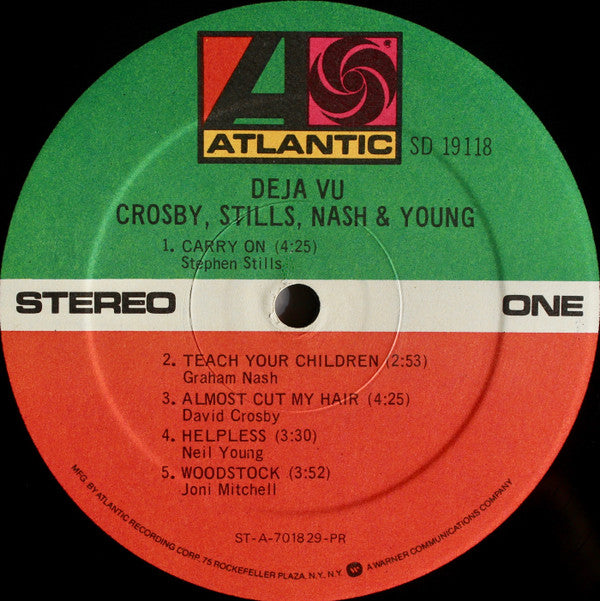 ATLANTIC SD 19118
DEJA VU
CROSBY, STILLS, NASH & YOUNG
1. CARRY ON (4:25)
Stephen Stills
STEREO ONE
2. TEACH YOUR CHILDREN (2:53)
Graham Nash
3. ALMOST CUT MY HAIR (4:25)
David Crosby
4. HELPLESS (3:30)
Neil Young
5. WOODSTOCK (3:52)
Joni Mitchell
ST-A-701829-PR
MFG. BY ATLANTIC RECORDING CORP. 75 ROCKEFELLER PLAZA, N.Y., N.Y. A WARNER COMMUNICATIONS COMPANY